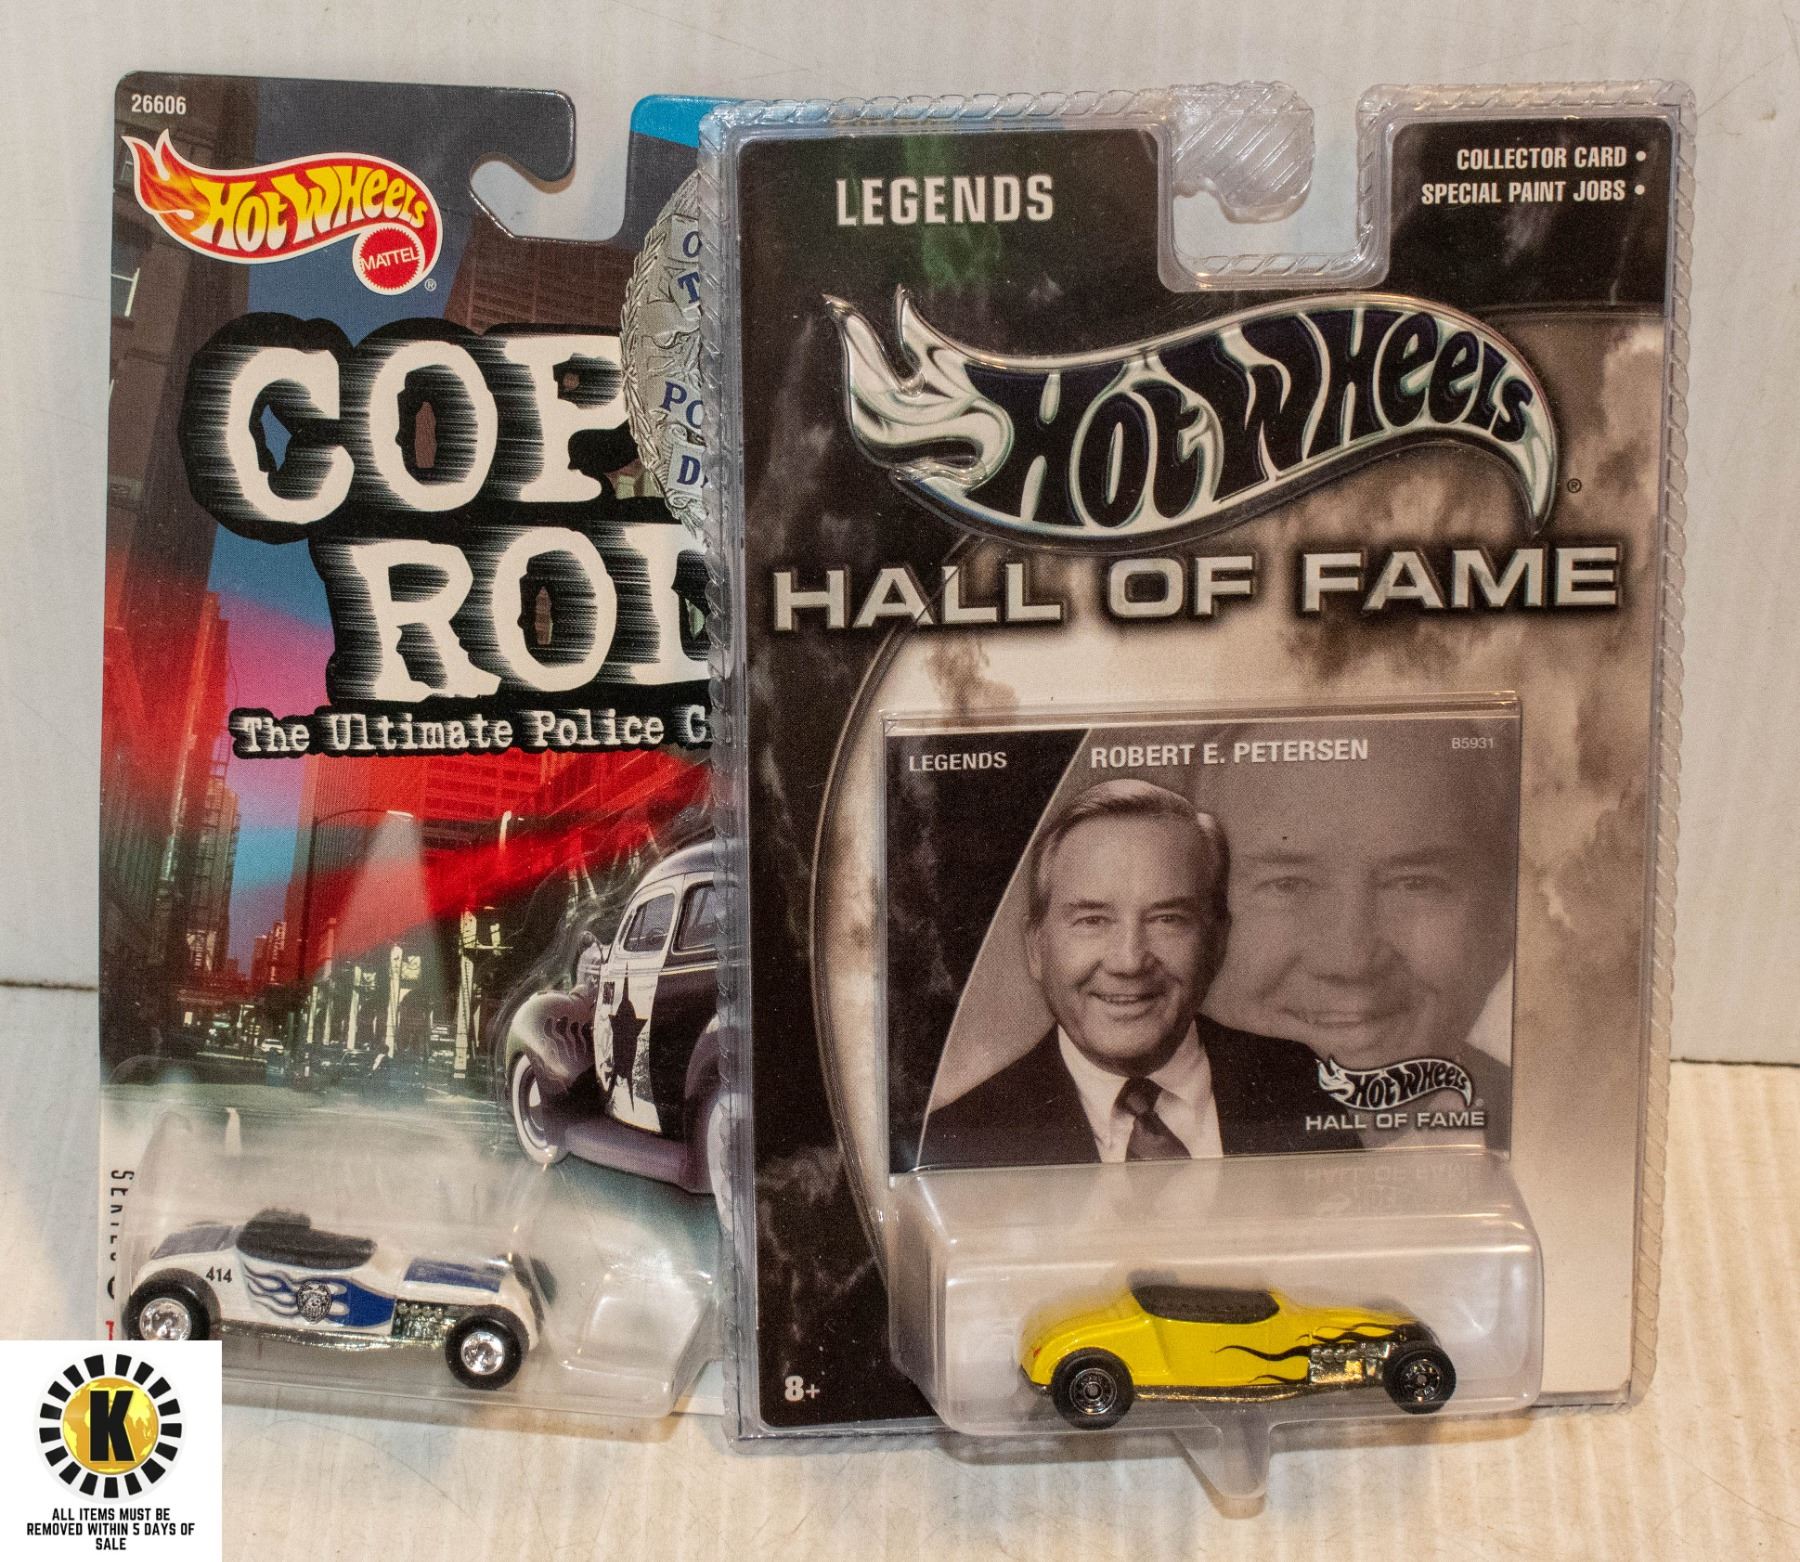 26606
Hot Wheels
MATTEL
®
COP
RO
The Ultimate Police C
PO
414
LEGENDS
COLLECTOR CARD •
SPECIAL PAINT JOBS •
Hot Wheels
®
HALL OF FAME
LEGENDS
ROBERT E. PETERSEN
B5931
Hot Wheels
HALL OF FAME
8+
K
ALL ITEMS MUST BE
REMOVED WITHIN 5 DAYS OF
SALE